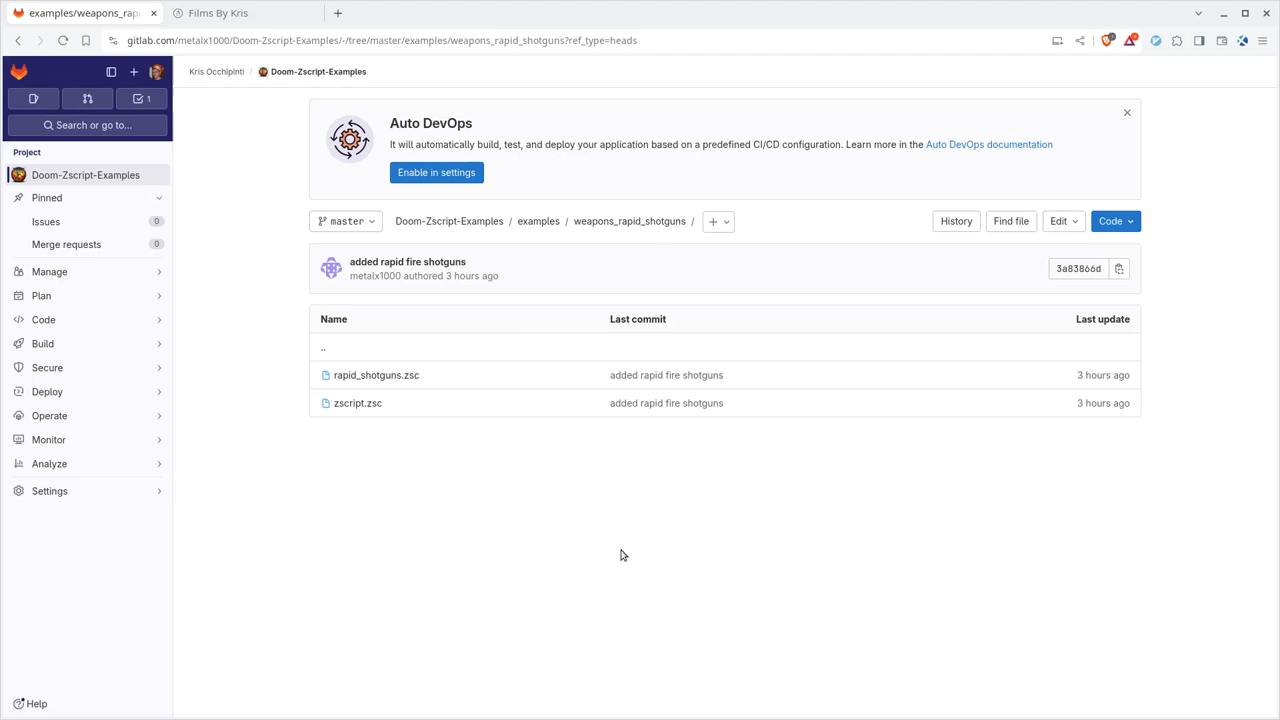 examples/weapons_rap
Films By Kris
gitlab.com/metalx1000/Doom-Zscript-Examples/-/tree/master/examples/weapons_rapid_shotguns?ref_type=heads
1
Search or go to...
Project
Doom-Zscript-Examples
Pinned
Issues 0
Merge requests 0
Manage
Plan
Code
Build
Secure
Deploy
Operate
Monitor
Analyze
Settings
Help
Kris Occhipinti / Doom-Zscript-Examples
Auto DevOps
It will automatically build, test, and deploy your application based on a predefined CI/CD configuration. Learn more in the Auto DevOps documentation
Enable in settings
master Doom-Zscript-Examples / examples / weapons_rapid_shotguns / + History Find file Edit Code
added rapid fire shotguns
metalx1000 authored 3 hours ago
3a83866d
Name Last commit Last update
..
rapid_shotguns.zsc added rapid fire shotguns 3 hours ago
zscript.zsc added rapid fire shotguns 3 hours ago